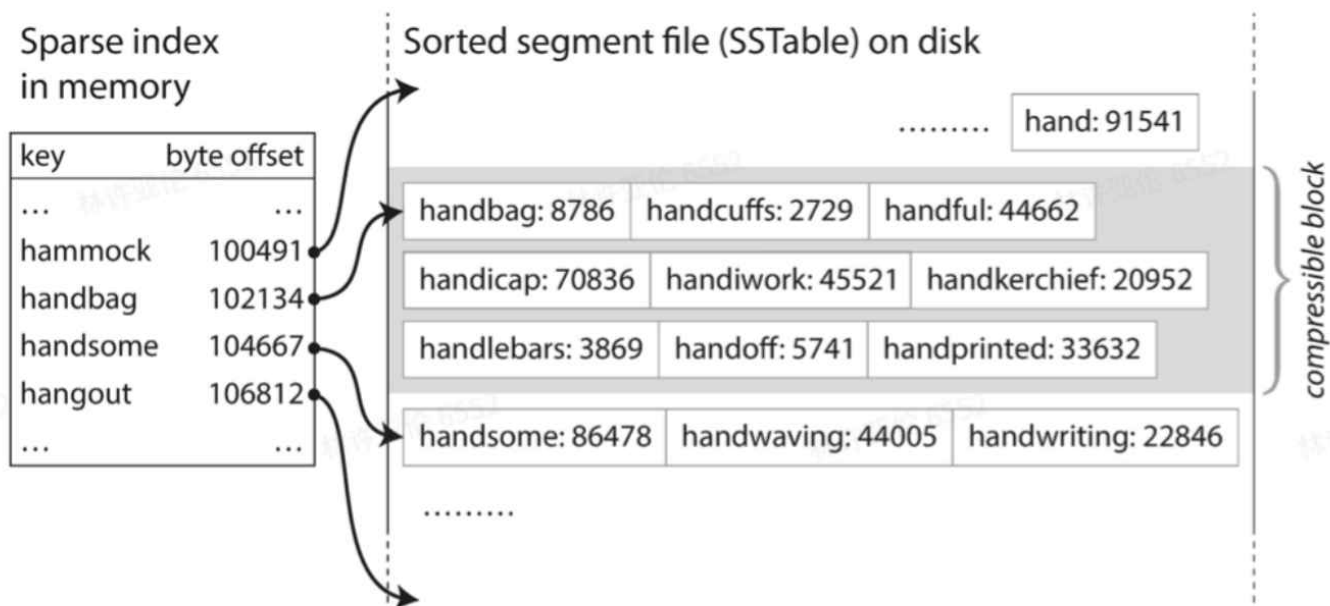 Sparse index
in memory
key byte offset
... ...
hammock 100491
handbag 102134
handsome 104667
hangout 106812
... ...
Sorted segment file (SSTable) on disk
......... hand: 91541
handbag: 8786 handcuffs: 2729 handful: 44662
handicap: 70836 handiwork: 45521 handkerchief: 20952
handlebars: 3869 handoff: 5741 handprinted: 33632
handsome: 86478 handwaving: 44005 handwriting: 22846
.........
compressible block